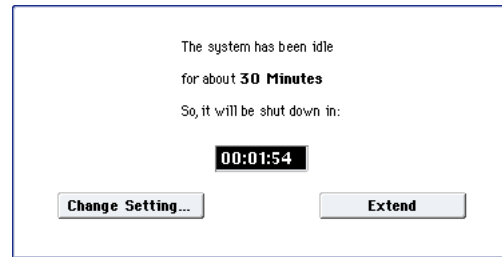 The system has been idle
for about 30 Minutes
So, it will be shut down in:
00:01:54
Change Setting...
Extend